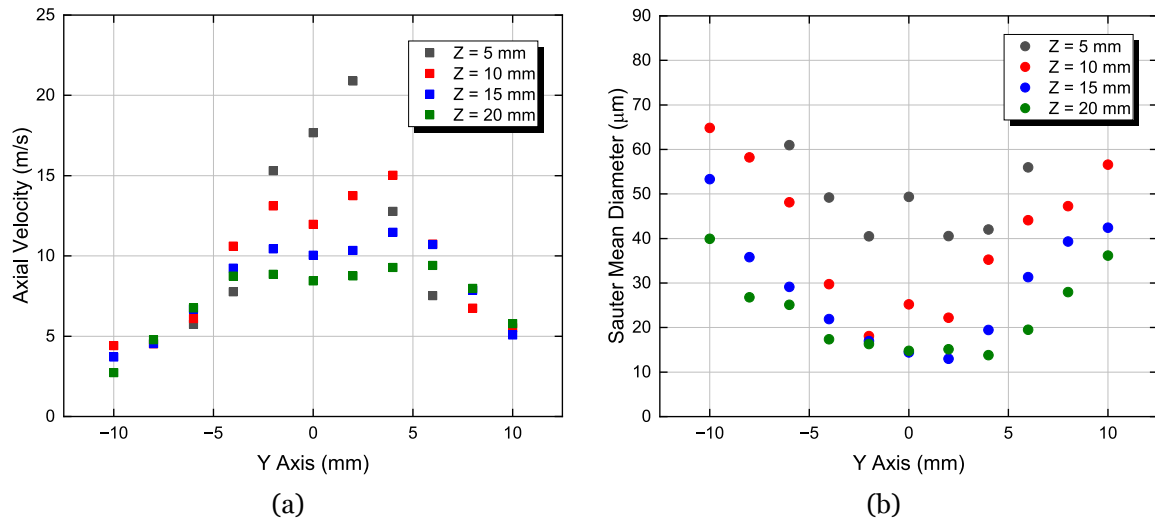 25
20
15
10
5
0
Axial Velocity (m/s)
Z = 5 mm
Z = 10 mm
Z = 15 mm
Z = 20 mm
−10 −5 0 5 10
Y Axis (mm)
(a)
90
80
70
60
50
40
30
20
10
0
Sauter Mean Diameter (μm)
Z = 5 mm
Z = 10 mm
Z = 15 mm
Z = 20 mm
−10 −5 0 5 10
Y Axis (mm)
(b)